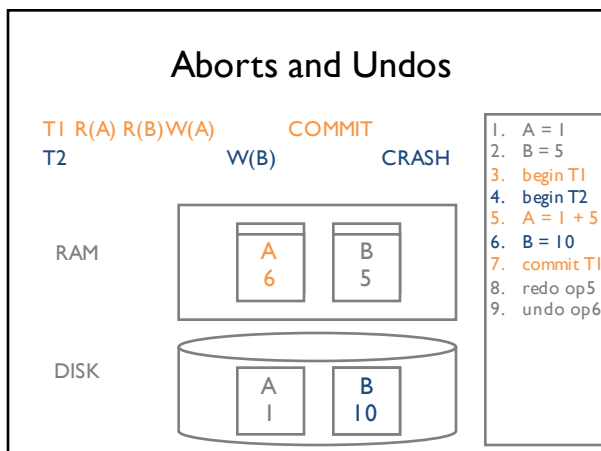 Aborts and Undos
T1 R(A) R(B) W(A) COMMIT
T2 W(B) CRASH
1. A = 1
2. B = 5
3. begin T1
4. begin T2
5. A = 1 + 5
6. B = 10
7. commit T1
8. redo op5
9. undo op6
RAM
A
6
B
5
DISK
A
1
B
10